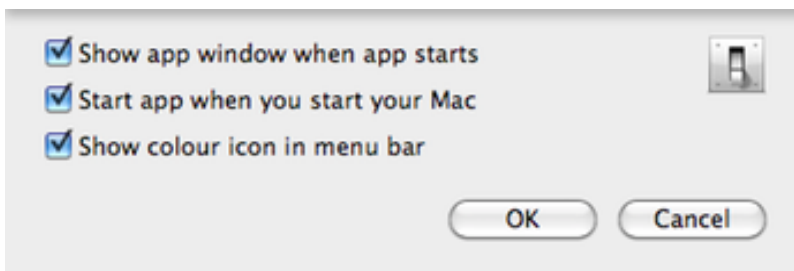 Show app window when app starts
Start app when you start your Mac
Show colour icon in menu bar
OK
Cancel